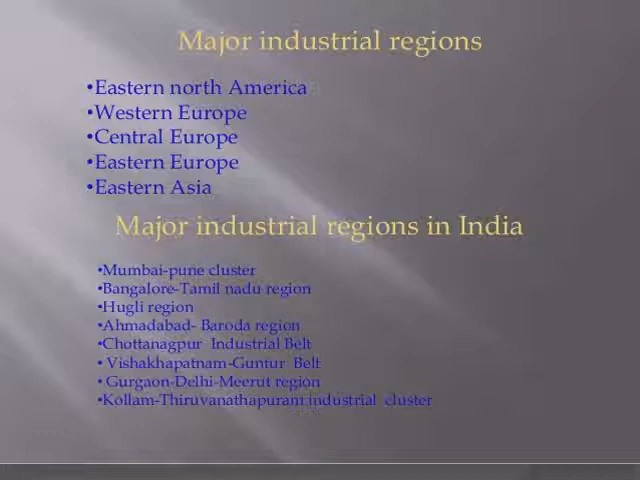 Major industrial regions
•Eastern north America
•Western Europe
•Central Europe
•Eastern Europe
•Eastern Asia
Major industrial regions in India
•Mumbai-pune cluster
•Bangalore-Tamil nadu region
•Hugli region
•Ahmadabad- Baroda region
•Chottanagpur Industrial Belt
• Vishakhapatnam-Guntur Belt
• Gurgaon-Delhi-Meerut region
•Kollam-Thiruvanathapuram industrial cluster